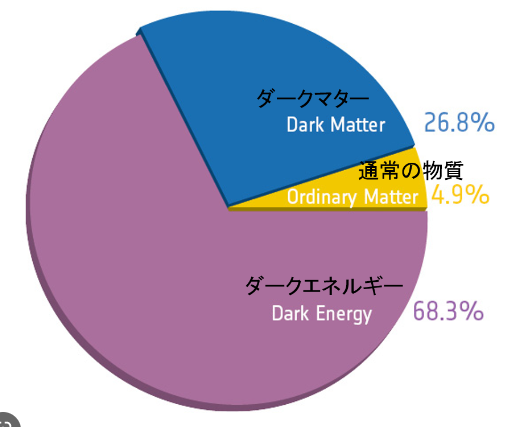 ダークマター
Dark Matter
26.8%
通常の物質
Ordinary Matter
4.9%
ダークエネルギー
Dark Energy
68.3%